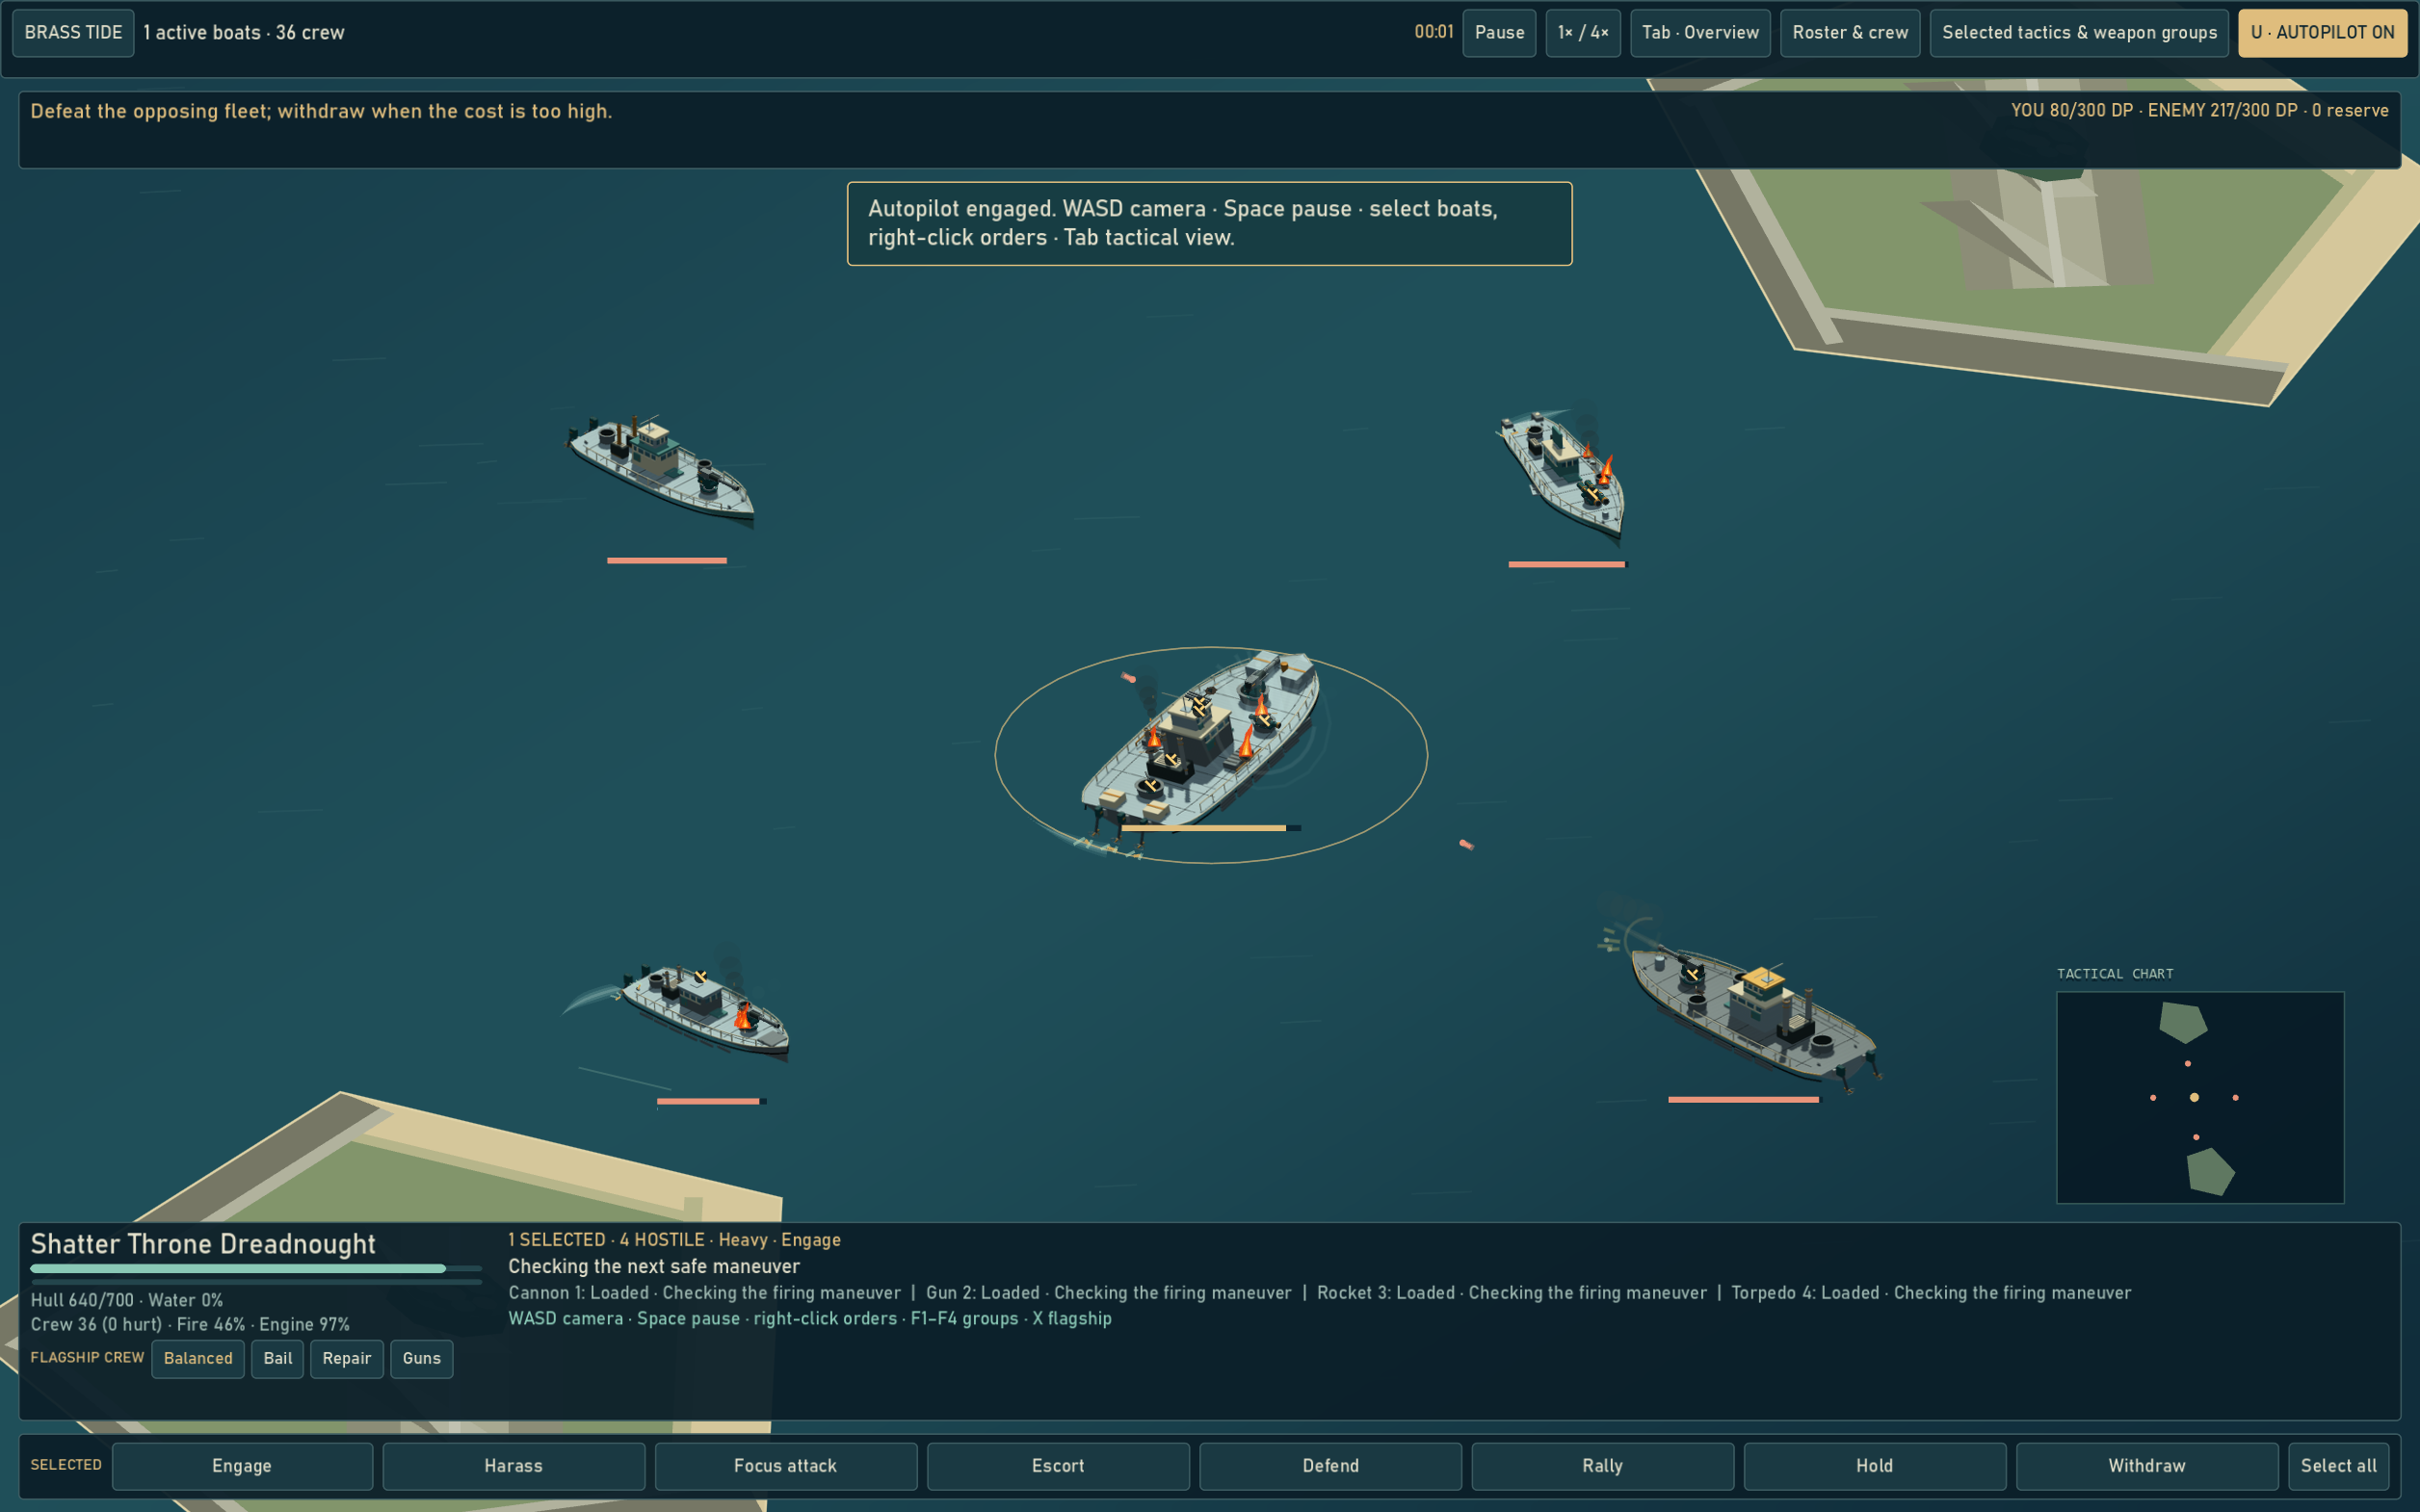 BRASS TIDE 1 active boats · 36 crew 00:01 Pause 1× / 4× Tab · Overview Roster & crew Selected tactics & weapon groups U · AUTOPILOT ON
Defeat the opposing fleet; withdraw when the cost is too high. YOU 80/300 DP · ENEMY 217/300 DP · 0 reserve
Autopilot engaged. WASD camera · Space pause · select boats,
right-click orders · Tab tactical view.
TACTICAL CHART
Shatter Throne Dreadnought
Hull 640/700 · Water 0%
Crew 36 (0 hurt) · Fire 46% · Engine 97%
FLAGSHIP CREW Balanced Bail Repair Guns
1 SELECTED · 4 HOSTILE · Heavy · Engage
Checking the next safe maneuver
Cannon 1: Loaded · Checking the firing maneuver | Gun 2: Loaded · Checking the firing maneuver | Rocket 3: Loaded · Checking the firing maneuver | Torpedo 4: Loaded · Checking the firing maneuver
WASD camera · Space pause · right-click orders · F1–F4 groups · X flagship
SELECTED Engage Harass Focus attack Escort Defend Rally Hold Withdraw Select all